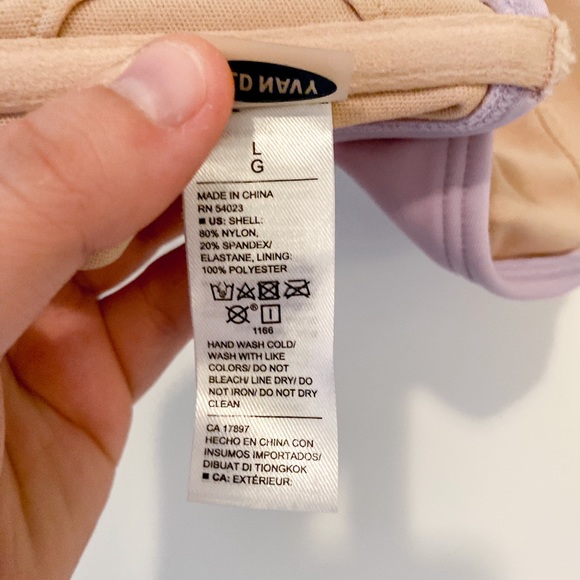 D NAVY
L
G
MADE IN CHINA
RN 54023
■ US: SHELL:
80% NYLON,
20% SPANDEX/
ELASTANE, LINING:
100% POLYESTER
®
1166
HAND WASH COLD/
WASH WITH LIKE
COLORS/ DO NOT
BLEACH/ LINE DRY/ DO
NOT IRON/ DO NOT DRY
CLEAN
CA 17897
HECHO EN CHINA CON
INSUMOS IMPORTADOS/
DIBUAT DI TIONGKOK
■ CA: EXTÉRIEUR: